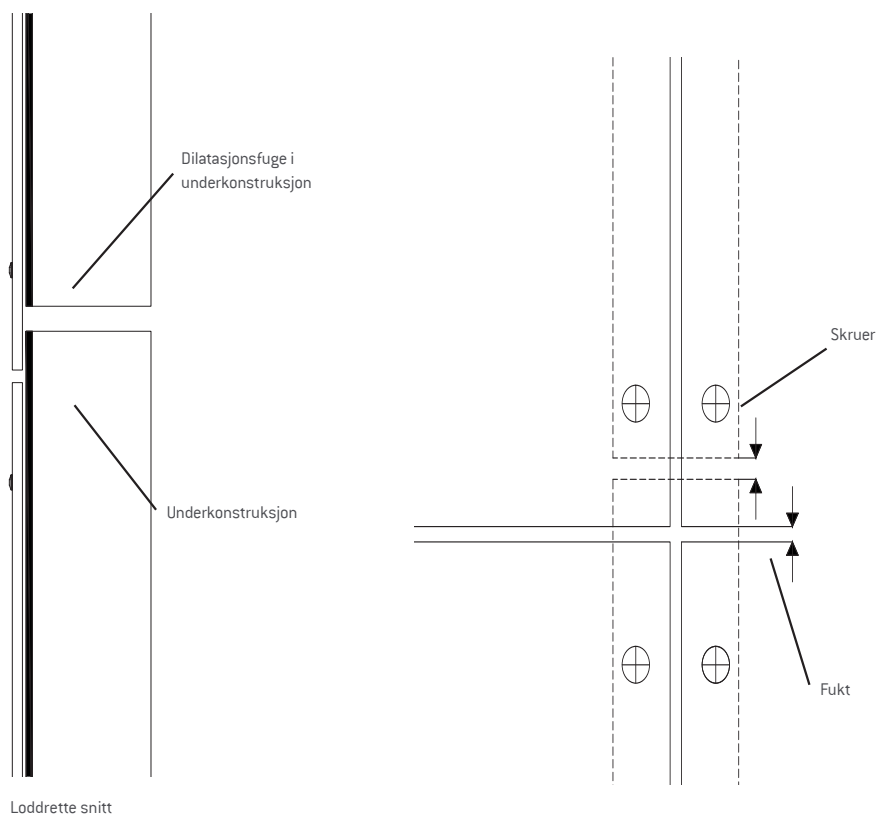 Dilatasjonsfuge i
underkonstruksjon
Skruer
Underkonstruksjon
Fukt
Loddrette snitt